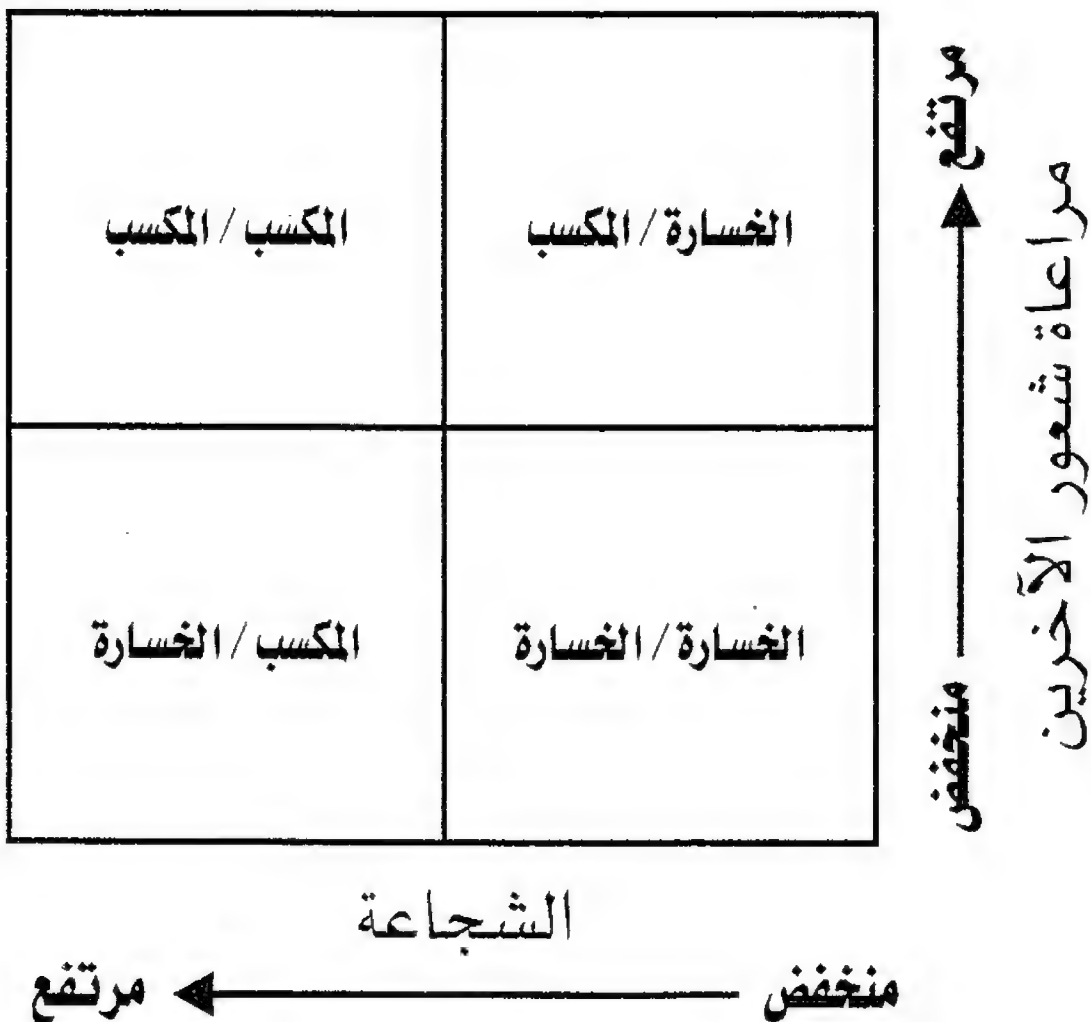 مرتفع
مراعاة شعور الآخرين
الخسارة / المكسب
المكسب / المكسب
الخسارة / الخسارة
المكسب / الخسارة
منخفض
الشجاعة
منخفض
مرتفع